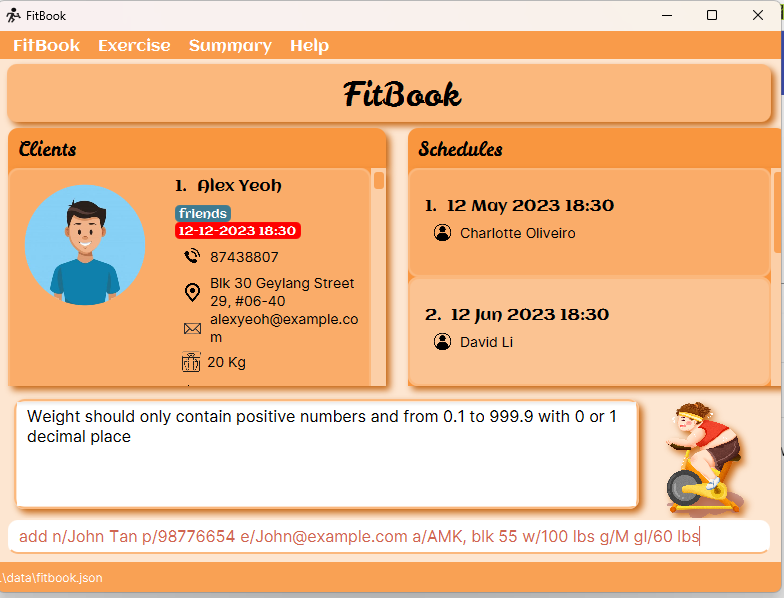 FitBook
FitBook Exercise Summary Help
FitBook
Clients
1. Alex Yeoh
friends
12-12-2023 18:30
87438807
Blk 30 Geylang Street
29, #06-40
alexyeoh@example.co
m
20 Kg
Schedules
1. 12 May 2023 18:30
Charlotte Oliveiro
2. 12 Jun 2023 18:30
David Li
Weight should only contain positive numbers and from 0.1 to 999.9 with 0 or 1
decimal place
add n/John Tan p/98776654 e/John@example.com a/AMK, blk 55 w/100 lbs g/M gl/60 lbs
.\data\fitbook.json